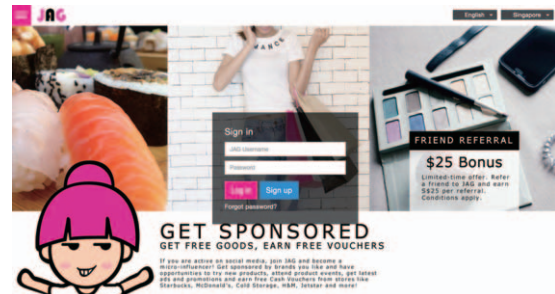 JAG
English
Singapore
ANCE
Sign in
JAG Username
Password
Log in
Sign up
Forgot password?
FRIEND REFERRAL
$25 Bonus
Limited-time offer. Refer
a friend to JAG and earn
S$25 per referral.
Conditions apply.
GET SPONSORED
GET FREE GOODS, EARN FREE VOUCHERS
If you are active on social media, join JAG and become a
micro-influencer! Get sponsored by brands you like and have
opportunities to try new products, attend product events, get latest
ads and promotions and earn free Cash Vouchers from stores like
Starbucks, McDonald's, Cold Storage, H&M, Jetstar and more!